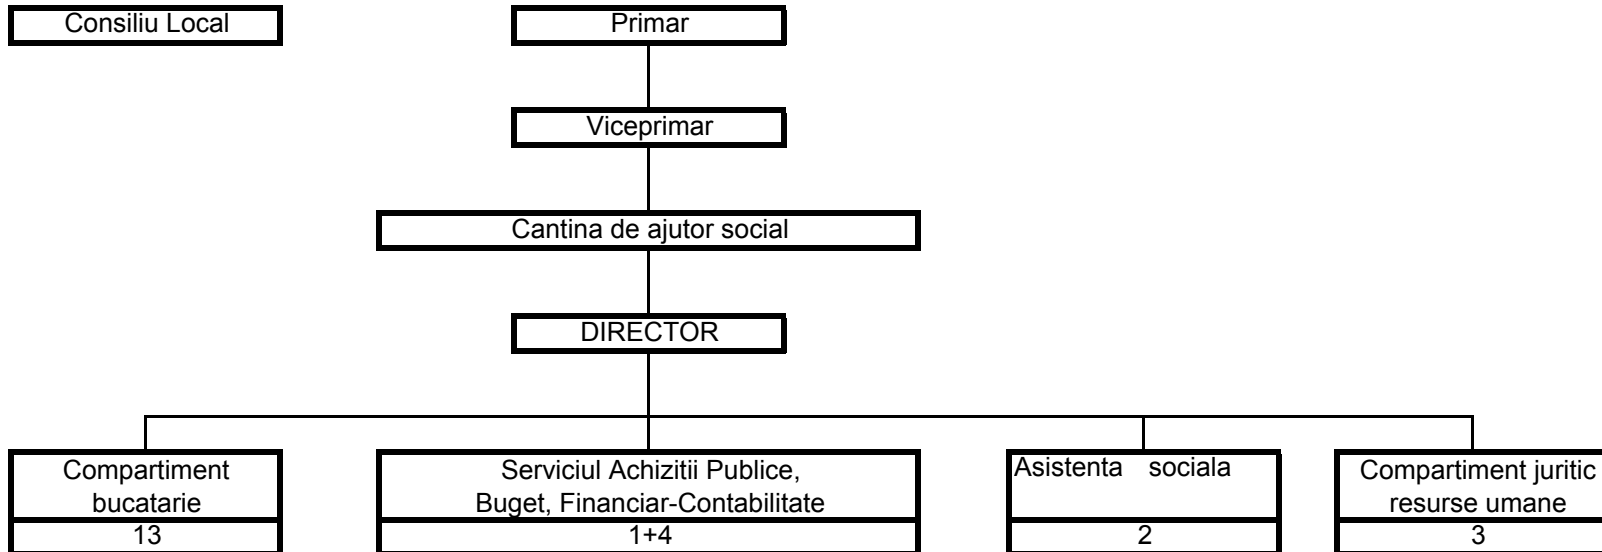 Consiliu Local
Primar
Viceprimar
Cantina de ajutor social
DIRECTOR
Compartiment
bucatarie
13
Serviciul Achizitii Publice,
Buget, Financiar-Contabilitate
1+4
Asistenta sociala
2
Compartiment juritic
resurse umane
3